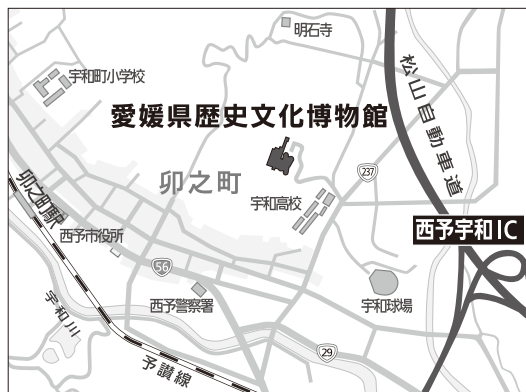 明石寺
宇和町小学校
松山自動車道
愛媛県歴史文化博物館
卯之町
237
宇和高校
卯之町駅
西予市役所
西予宇和IC
56
西予警察署
宇和球場
宇和川
29
予讃線